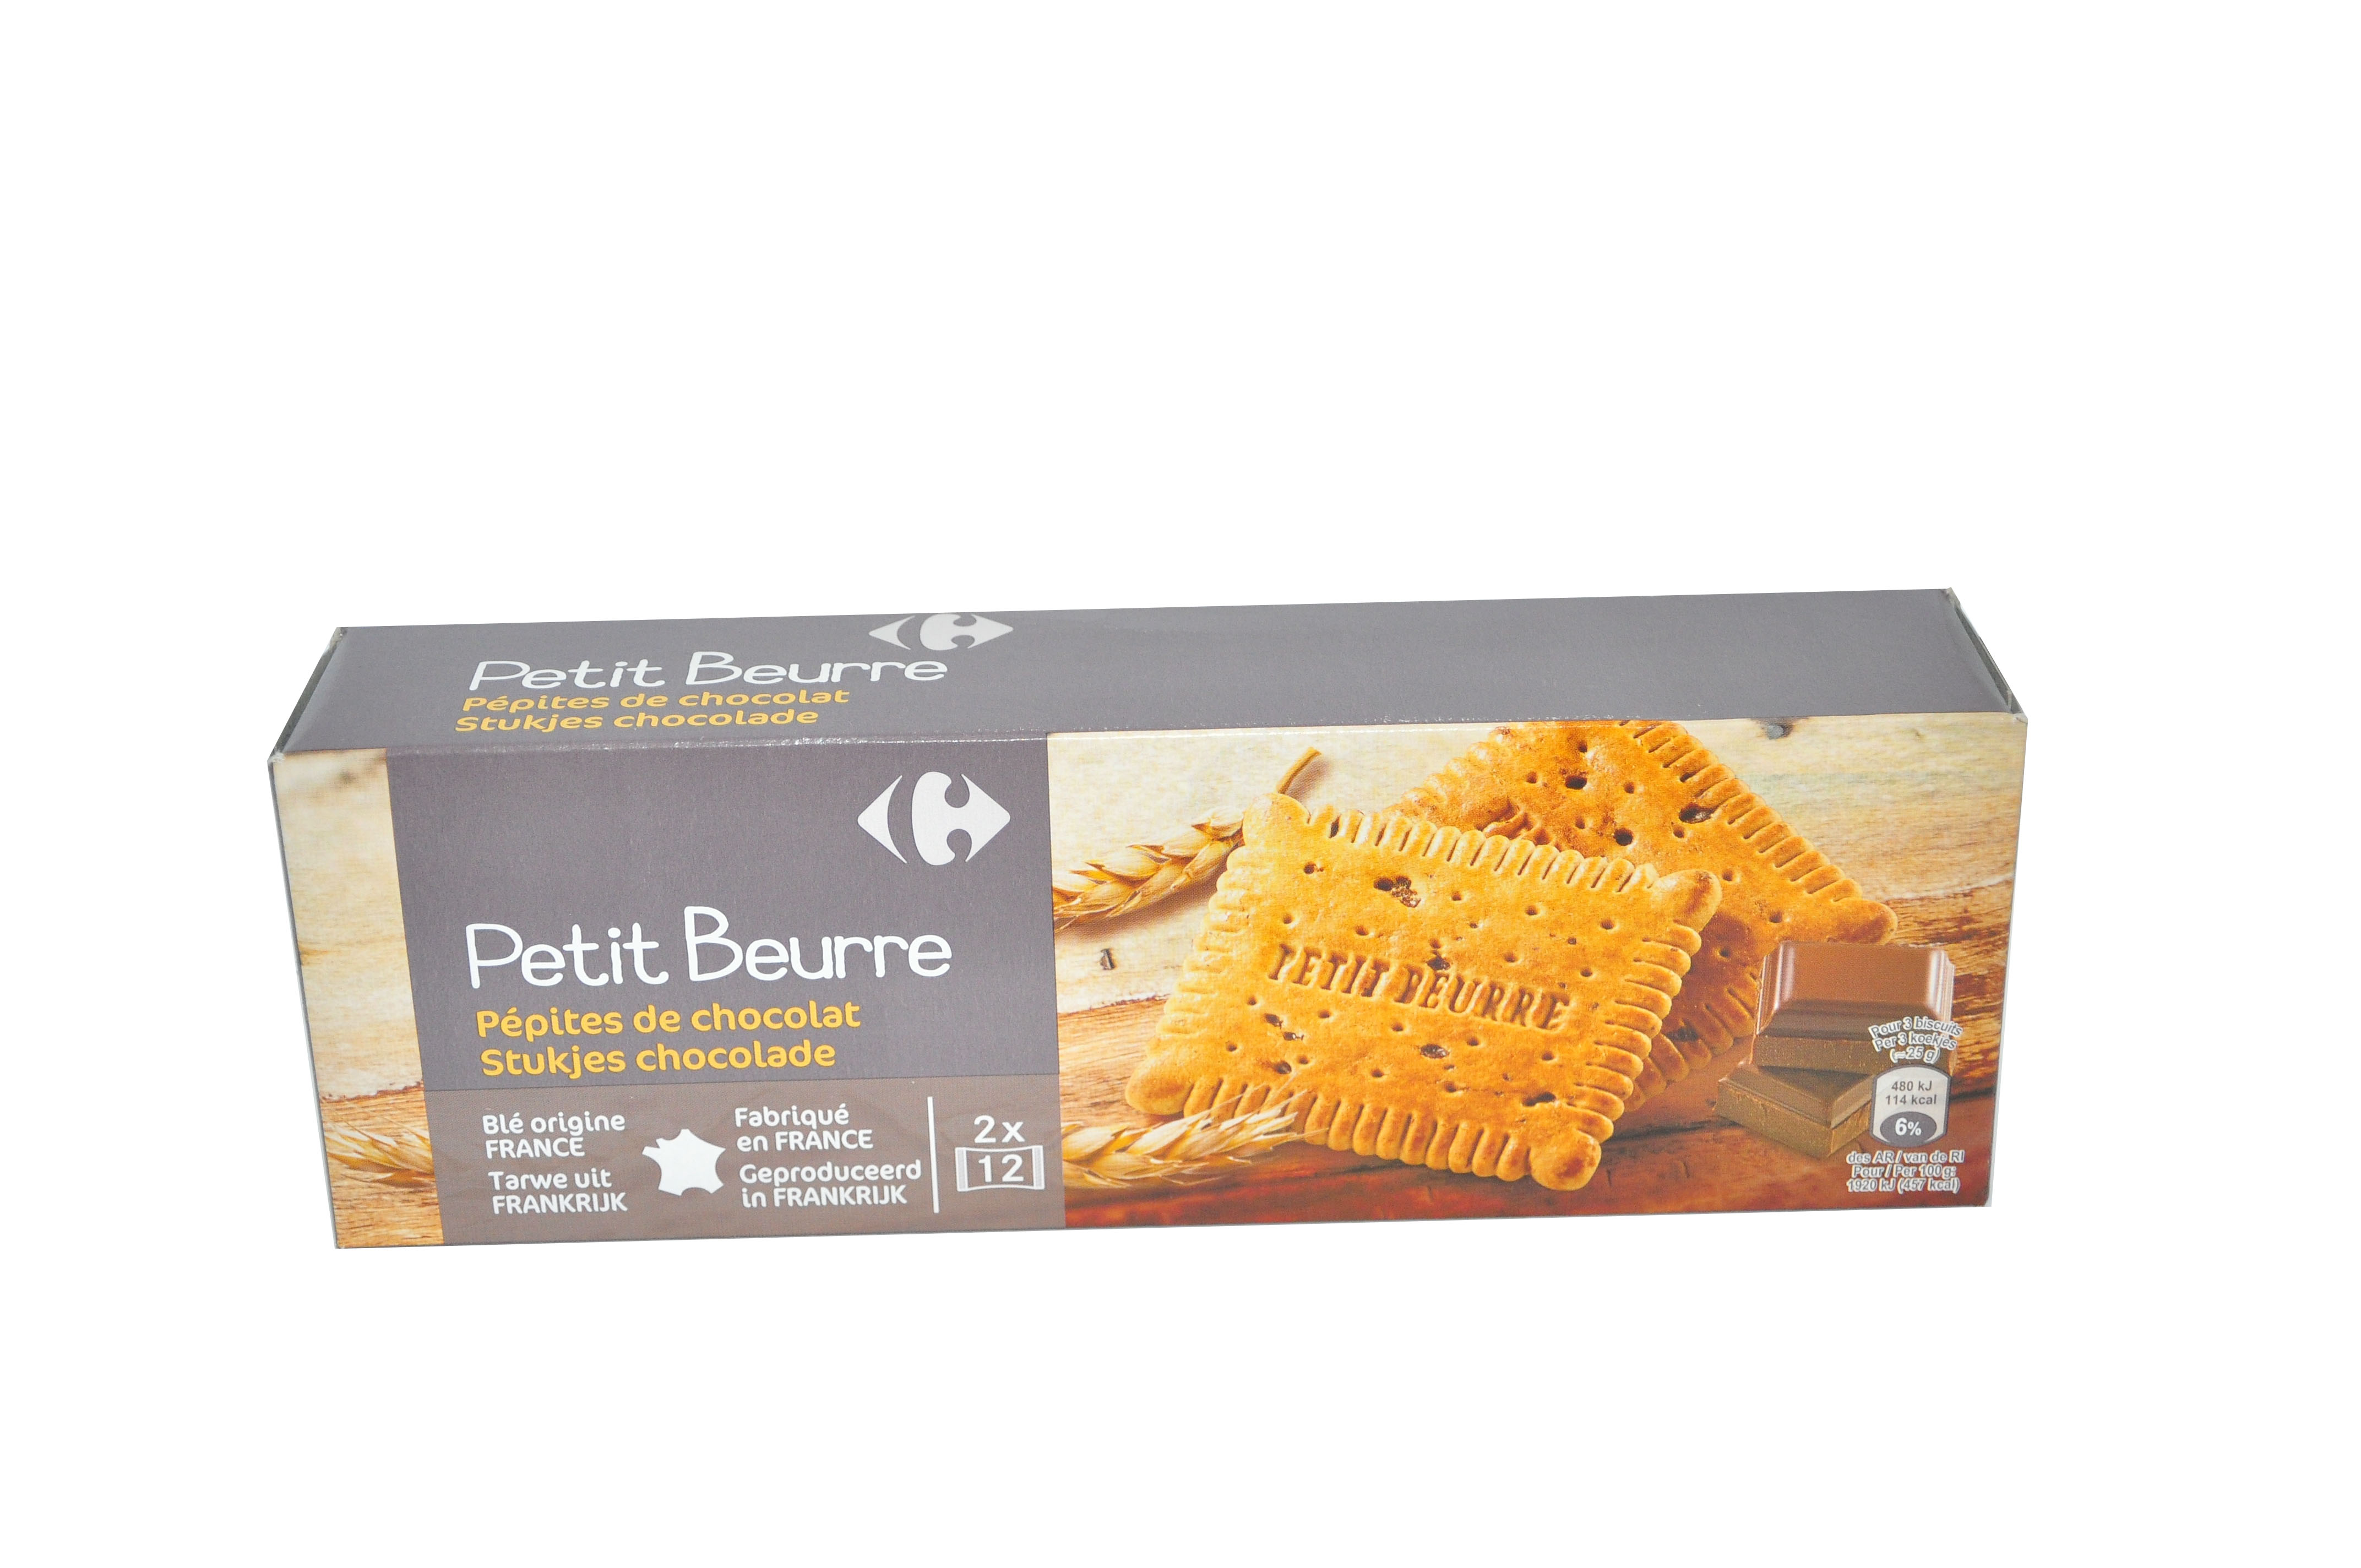 Petit Beurre
Pépites de chocolat
Stukjes chocolade
Petit Beurre
Pépites de chocolat
Stukjes chocolade
Blé origine
FRANCE
Tarwe uit
FRANKRIJK
Fabriqué
en FRANCE
Geproduceerd
in FRANKRIJK
2x
12
PETIT BEURRE
Pour 3 biscuits
Per 3 koekjes
(≃25 g)
480 kJ
114 kcal
6%
des AR / van de RI
Pour / Per 100g:
1920 kJ (457 kcal)